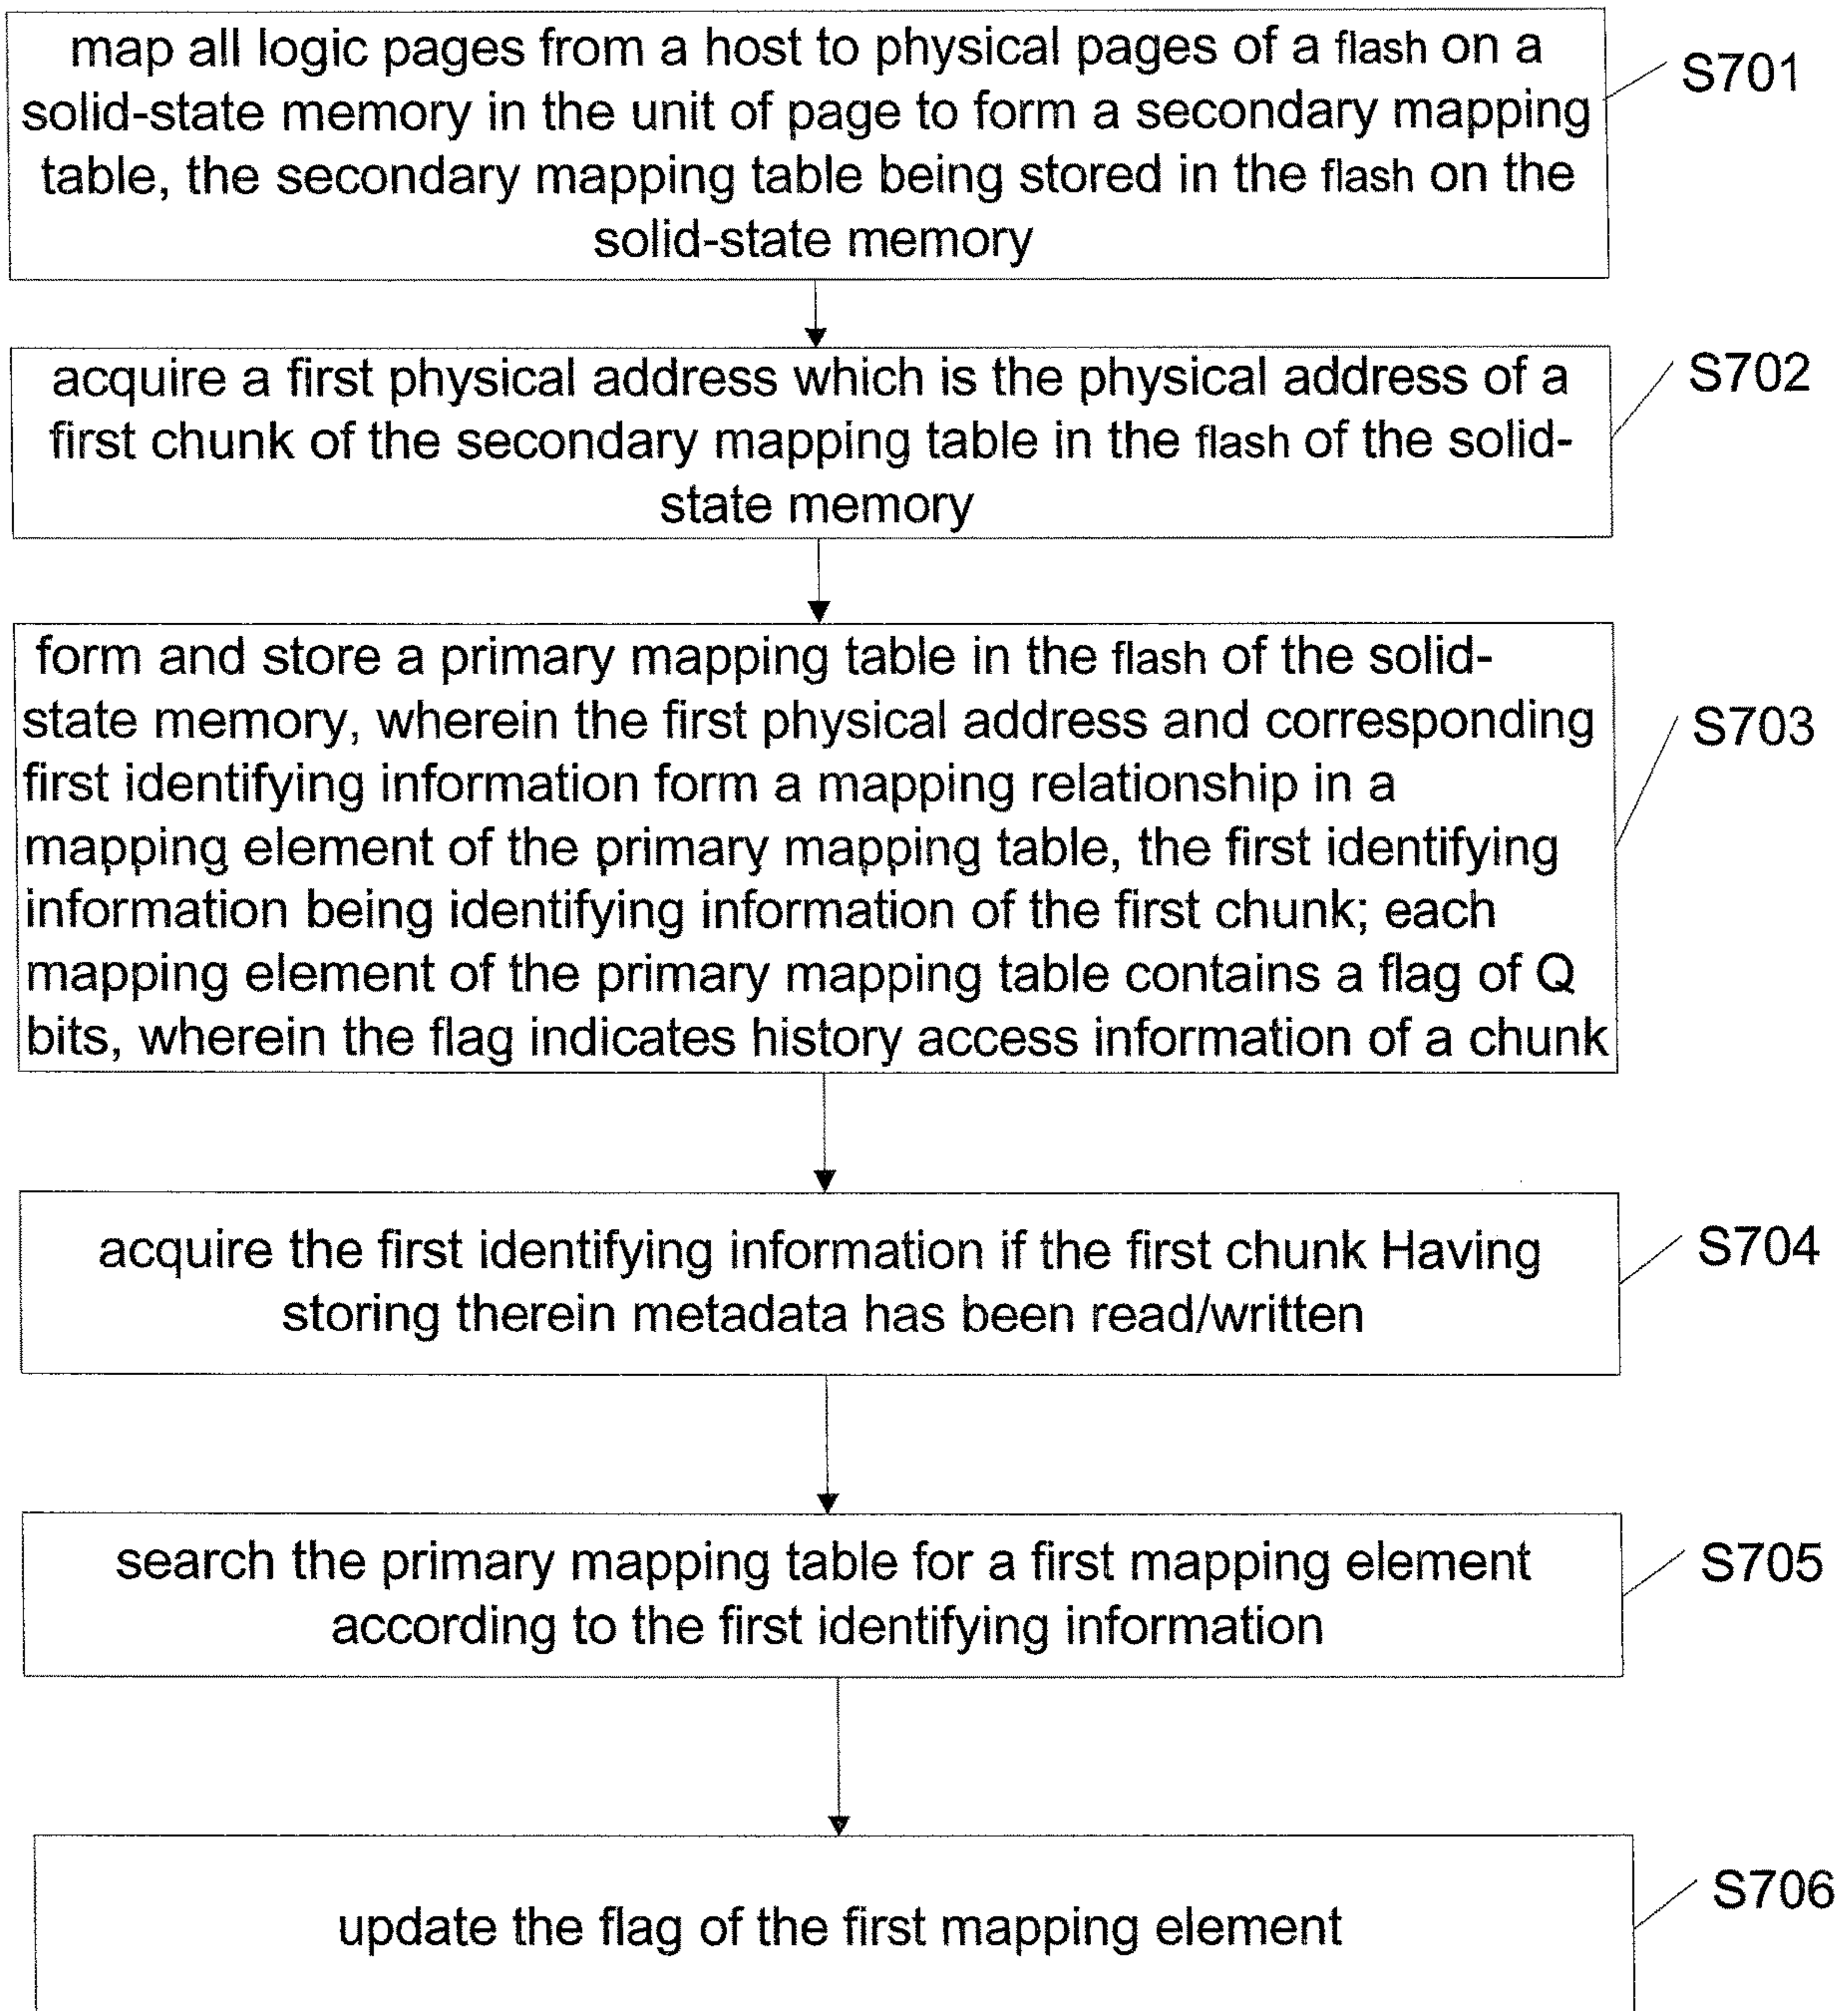 map all logic pages from a host to physical pages of a flash on a
solid-state memory in the unit of page to form a secondary mapping
table, the secondary mapping table being stored in the flash on the
solid-state memory
S701
acquire a first physical address which is the physical address of a
first chunk of the secondary mapping table in the flash of the solid-
state memory
S702
form and store a primary mapping table in the flash of the solid-
state memory, wherein the first physical address and corresponding
first identifying information form a mapping relationship in a
mapping element of the primary mapping table, the first identifying
information being identifying information of the first chunk; each
mapping element of the primary mapping table contains a flag of Q
bits, wherein the flag indicates history access information of a chunk
S703
acquire the first identifying information if the first chunk Having
storing therein metadata has been read/written
S704
search the primary mapping table for a first mapping element
according to the first identifying information
S705
update the flag of the first mapping element
S706